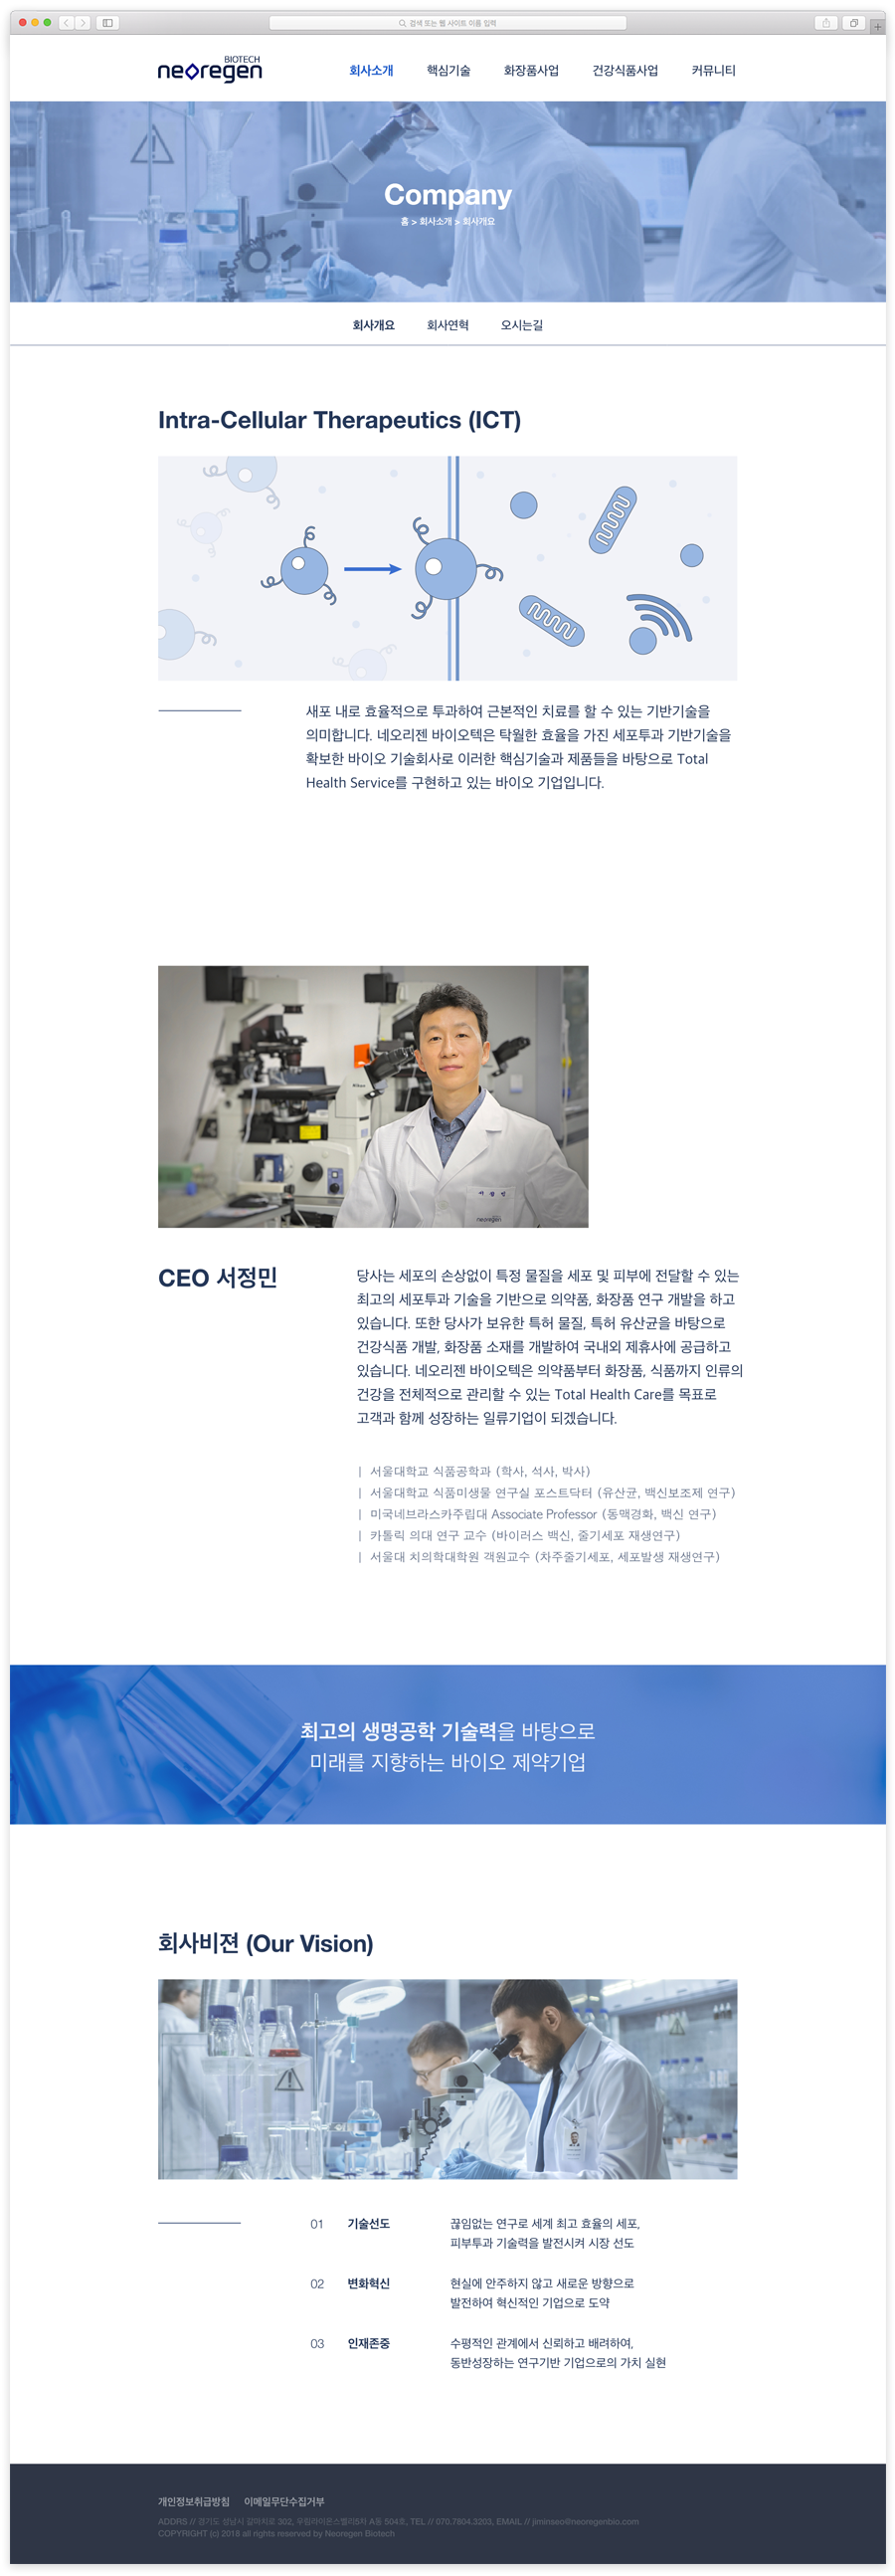 검색 또는 웹 사이트 이름 입력
BIOTECH
neoregen
회사소개 핵심기술 화장품사업 건강식품사업 커뮤니티
Company
홈 > 회사소개 > 회사개요
회사개요 회사연혁 오시는길
Intra-Cellular Therapeutics (ICT)
새포 내로 효율적으로 투과하여 근본적인 치료를 할 수 있는 기반기술을
의미합니다. 네오리젠 바이오텍은 탁월한 효율을 가진 세포투과 기반기술을
확보한 바이오 기술회사로 이러한 핵심기술과 제품들을 바탕으로 Total
Health Service를 구현하고 있는 바이오 기업입니다.
Nikon
서정민
neoregen
CEO 서정민
당사는 세포의 손상없이 특정 물질을 세포 및 피부에 전달할 수 있는
최고의 세포투과 기술을 기반으로 의약품, 화장품 연구 개발을 하고
있습니다. 또한 당사가 보유한 특허 물질, 특허 유산균을 바탕으로
건강식품 개발, 화장품 소재를 개발하여 국내외 제휴사에 공급하고
있습니다. 네오리젠 바이오텍은 의약품부터 화장품, 식품까지 인류의
건강을 전체적으로 관리할 수 있는 Total Health Care를 목표로
고객과 함께 성장하는 일류기업이 되겠습니다.
| 서울대학교 식품공학과 (학사, 석사, 박사)
| 서울대학교 식품미생물 연구실 포스트닥터 (유산균, 백신보조제 연구)
| 미국네브라스카주립대 Associate Professor (동맥경화, 백신 연구)
| 카톨릭 의대 연구 교수 (바이러스 백신, 줄기세포 재생연구)
| 서울대 치의학대학원 객원교수 (차주줄기세포, 세포발생 재생연구)
최고의 생명공학 기술력을 바탕으로
미래를 지향하는 바이오 제약기업
회사비젼 (Our Vision)
01 기술선도 끊임없는 연구로 세계 최고 효율의 세포,
피부투과 기술력을 발전시켜 시장 선도
02 변화혁신 현실에 안주하지 않고 새로운 방향으로
발전하여 혁신적인 기업으로 도약
03 인재존중 수평적인 관계에서 신뢰하고 배려하여,
동반성장하는 연구기반 기업으로의 가치 실현
개인정보취급방침 이메일무단수집거부
ADDRS // 경기도 성남시 갈마치로 302, 우림라이온스밸리5차 A동 504호, TEL // 070.7804.3203, EMAIL // jiminseo@neoregenbio.com
COPYRIGHT (c) 2018 all rights reserved by Neoregen Biotech